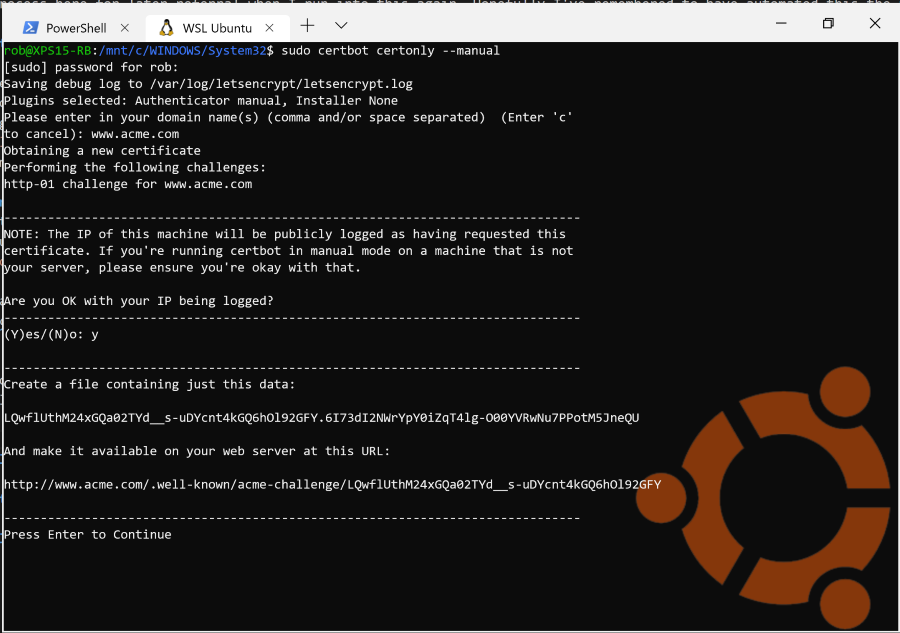 PowerShell
WSL Ubuntu
rob@XPS15-RB:/mnt/c/WINDOWS/System32$ sudo certbot certonly --manual
[sudo] password for rob:
Saving debug log to /var/log/letsencrypt/letsencrypt.log
Plugins selected: Authenticator manual, Installer None
Please enter in your domain name(s) (comma and/or space separated)  (Enter 'c'
to cancel): www.acme.com
Obtaining a new certificate
Performing the following challenges:
http-01 challenge for www.acme.com
-------------------------------------------------------------------------------
NOTE: The IP of this machine will be publicly logged as having requested this
certificate. If you're running certbot in manual mode on a machine that is not
your server, please ensure you're okay with that.
Are you OK with your IP being logged?
-------------------------------------------------------------------------------
(Y)es/(N)o: y
-------------------------------------------------------------------------------
Create a file containing just this data:
LQwflUthM24xGQa02TYd__s-uDYcnt4kGQ6hOl92GFY.6I73dI2NWrYpY0iZqT4lg-O00YVRwNu7PPotM5JneQU
And make it available on your web server at this URL:
http://www.acme.com/.well-known/acme-challenge/LQwflUthM24xGQa02TYd__s-uDYcnt4kGQ6hOl92GFY
-------------------------------------------------------------------------------
Press Enter to Continue